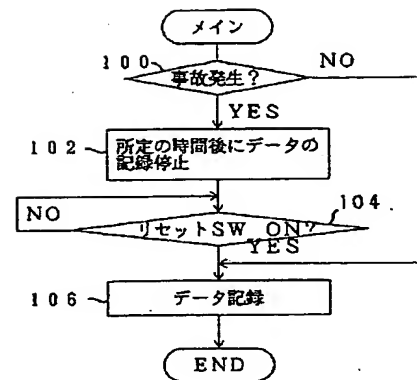 メイン
100
事故発生?
NO
YES
102
所定の時間後にデータの
記録停止
NO
104
リセットSW ON?
YES
106
データ記録
END